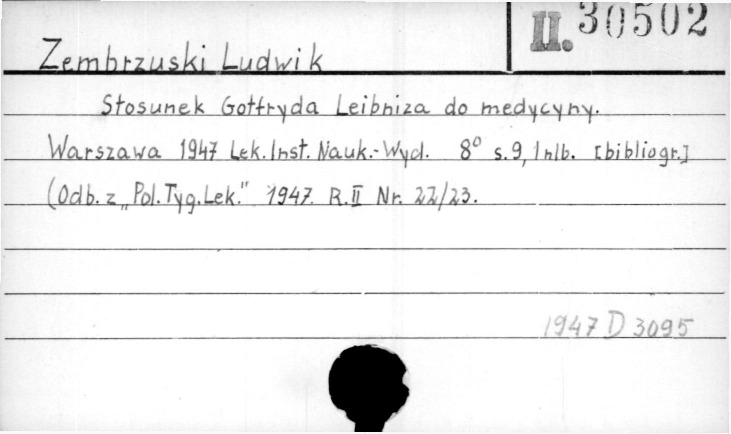 II. 30502
Zembrzuski Ludwik
Stosunek Gottfryda Leibniza do medycyny.
Warszawa 1947 Lek. Inst. Nauk.-Wyd. 8° s. 9, 1 nlb. [bibliogr.]
(Odb. z „Pol. Tyg. Lek." 1947. R. II Nr. 22/23.
1947 D 3095